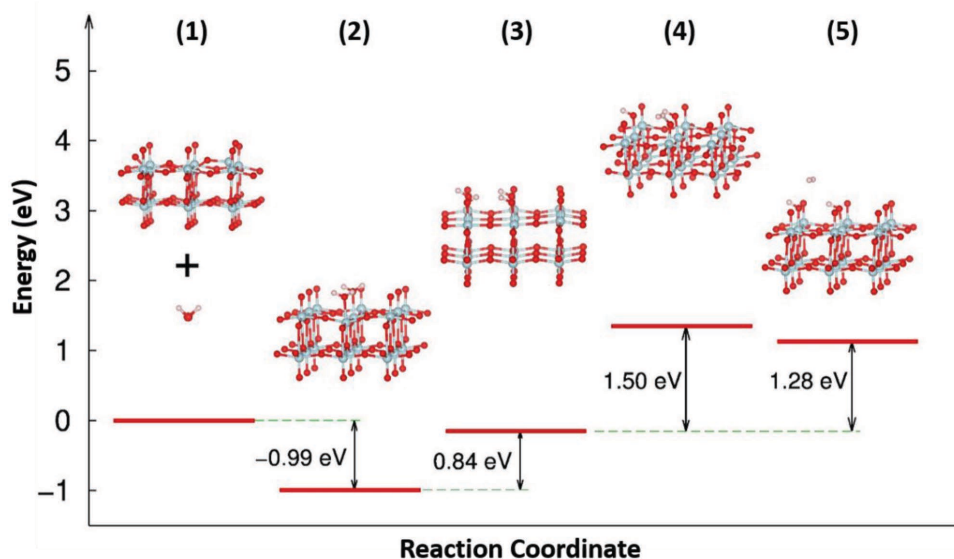 (1) (2) (3) (4) (5)
5
4
3
2
1
0
−1
Energy (eV)
+
−0.99 eV
0.84 eV
1.50 eV
1.28 eV
Reaction Coordinate